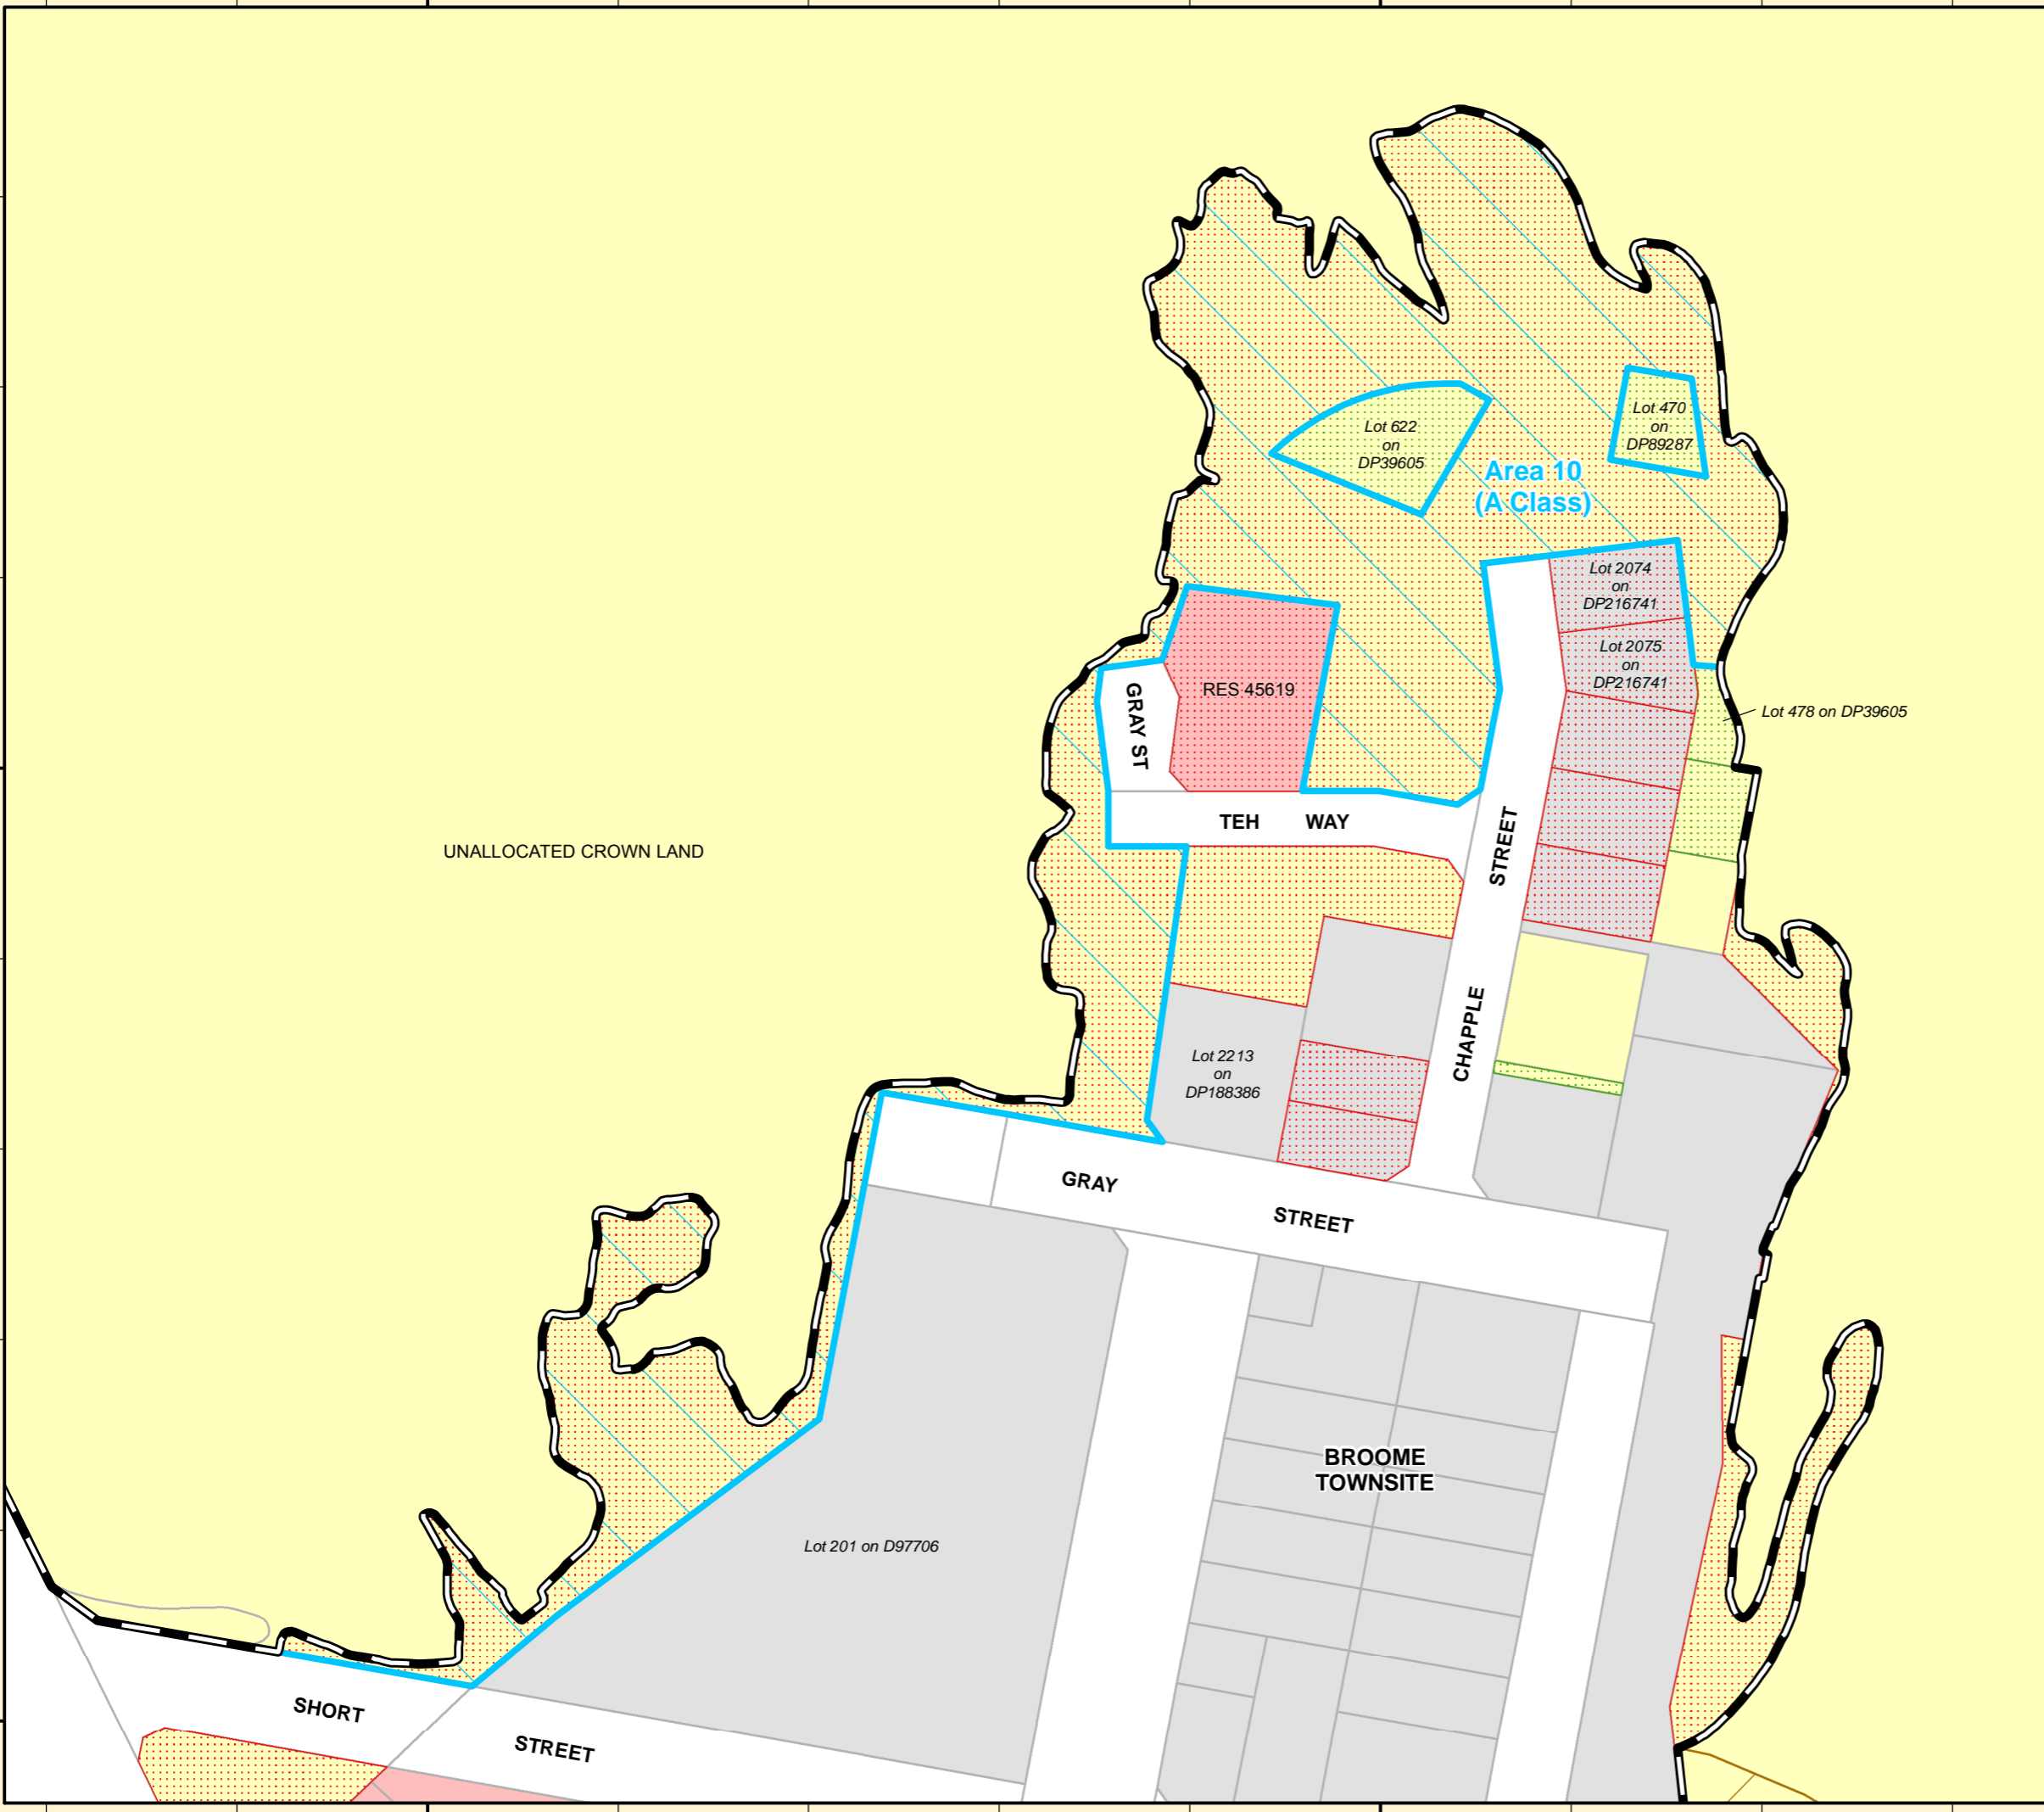 Lot 622
on
DP39605
Lot 470
on
DP89287
Area 10
(A Class)
Lot 2074
on
DP216741
Lot 2075
on
DP216741
RES 45619
GRAY ST
Lot 478 on DP39605
TEH WAY
STREET
CHAPPLE
UNALLOCATED CROWN LAND
Lot 2213
on
DP188386
GRAY
STREET
BROOME
TOWNSITE
Lot 201 on D97706
SHORT
STREET